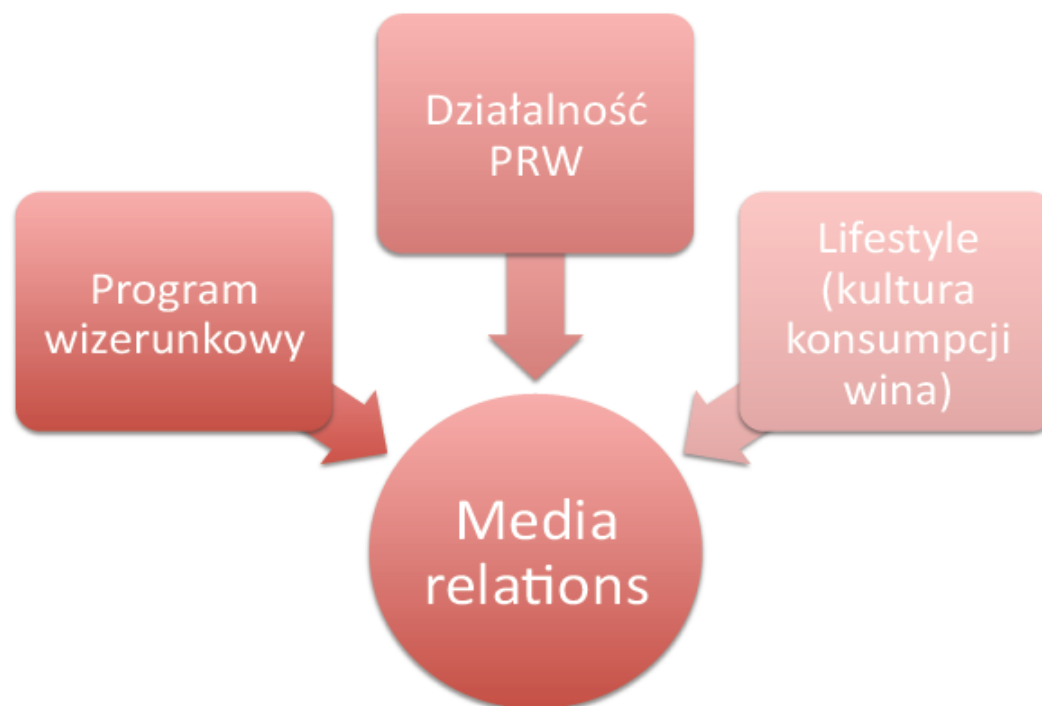 Działalność
PRW
Program
wizerunkowy
Lifestyle
(kultura
konsumpcji
wina)
Media
relations